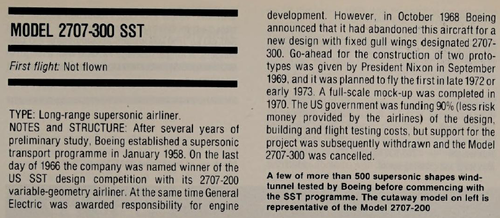 MODEL 2707-300 SST
First flight: Not flown
TYPE: Long-range supersonic airliner.
NOTES and STRUCTURE: After several years of
preliminary study, Boeing established a supersonic
transport programme in January 1958. On the last
day of 1966 the company was named winner of the
US SST design competition with its 2707-200
variable-geometry airliner. At the same time General
Electric was awarded responsibility for engine
development. However, in October 1968 Boeing
announced that it had abandoned this aircraft for a
new design with fixed gull wings designated 2707-
300. Go-ahead for the construction of two proto-
types was given by President Nixon in September
1969, and it was planned to fly the first in late 1972 or
early 1973. A full-scale mock-up was completed in
1970. The US government was funding 90% (less risk
money provided by the airlines) of the design,
building and flight testing costs, but support for the
project was subsequently withdrawn and the Model
2707-300 was cancelled.
A few of more than 500 supersonic shapes wind-
tunnel tested by Boeing before commencing with
the SST programme. The cutaway model on left is
representative of the Model 2707-200